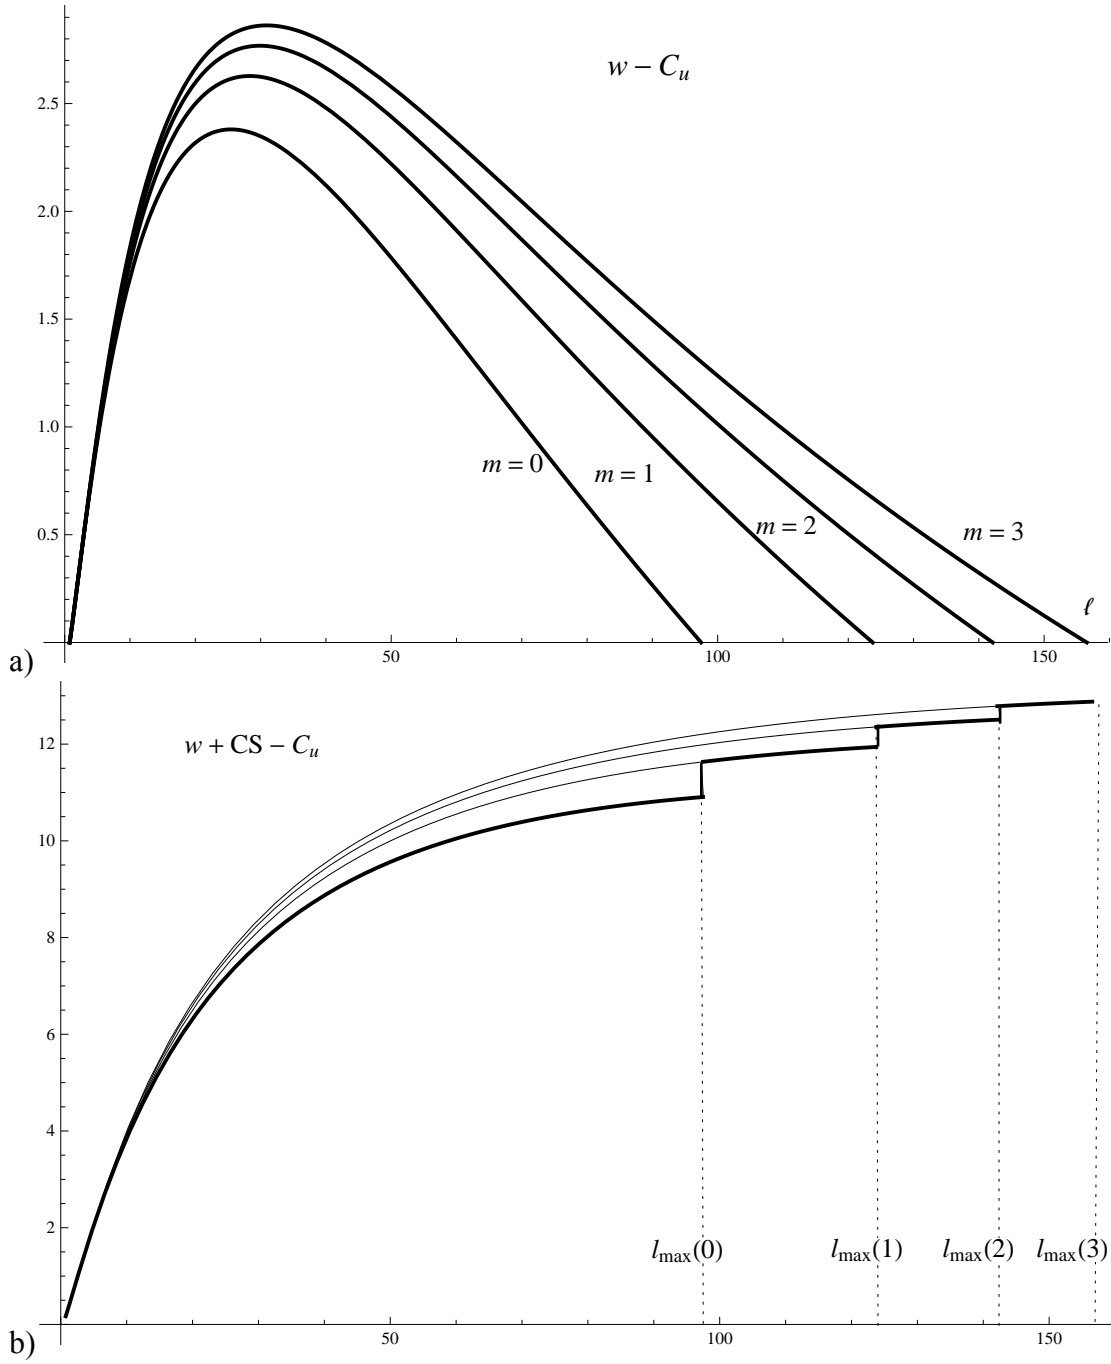 w − C_u
2.5
2.0
1.5
1.0
m = 0
m = 1
0.5
m = 2
m = 3
ℓ
50
100
150
a)
w + CS − C_u
12
10
8
6
4
2
l_max(0)
l_max(1)
l_max(2)
l_max(3)
50
100
150
b)